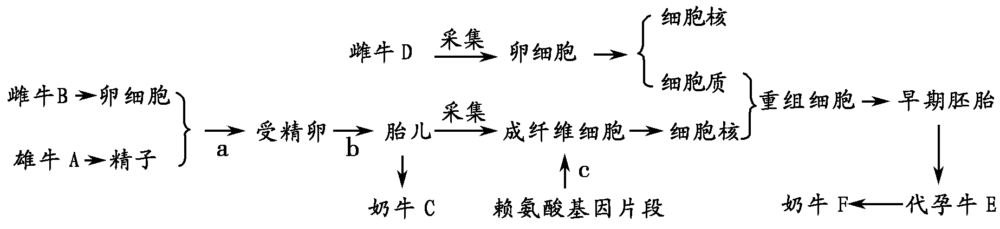 细胞核
雌牛 D 采集 卵细胞
细胞质
雌牛B 卵细胞
重组细胞 早期胚胎
采集
受精卵 胎儿 成纤维细胞 细胞核
a b
雄牛 A 精子
c
奶牛 C 赖氨酸基因片段 奶牛 F 代孕牛 E